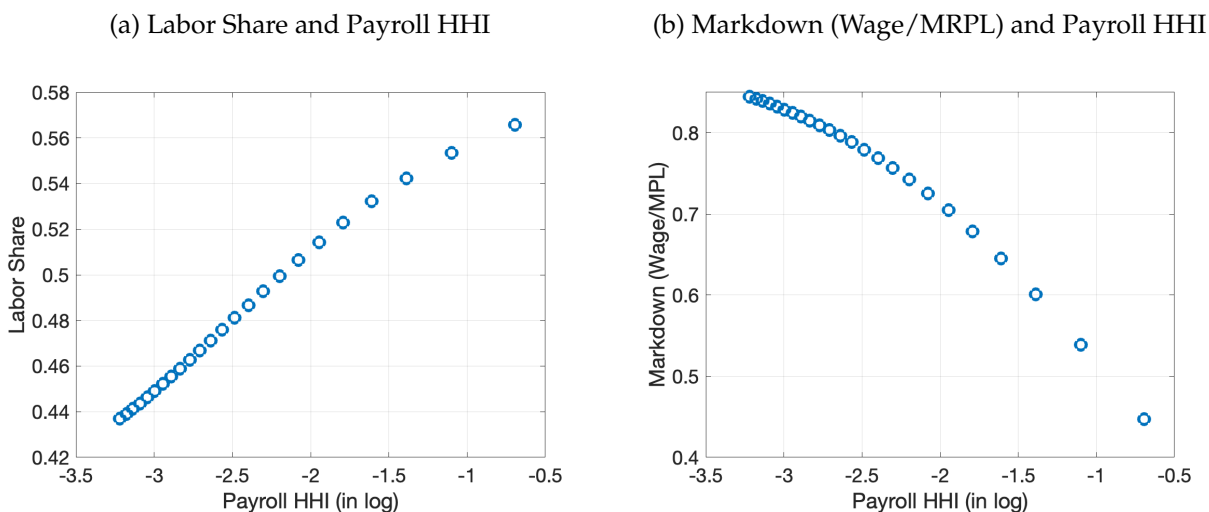 (a) Labor Share and Payroll HHI
(b) Markdown (Wage/MRPL) and Payroll HHI
0.58
0.56
0.54
0.52
0.5
0.48
0.46
0.44
0.42
Labor Share
-3.5 -3 -2.5 -2 -1.5 -1 -0.5
Payroll HHI (in log)
0.8
0.7
0.6
0.5
0.4
Markdown (Wage/MPL)
-3.5 -3 -2.5 -2 -1.5 -1 -0.5
Payroll HHI (in log)